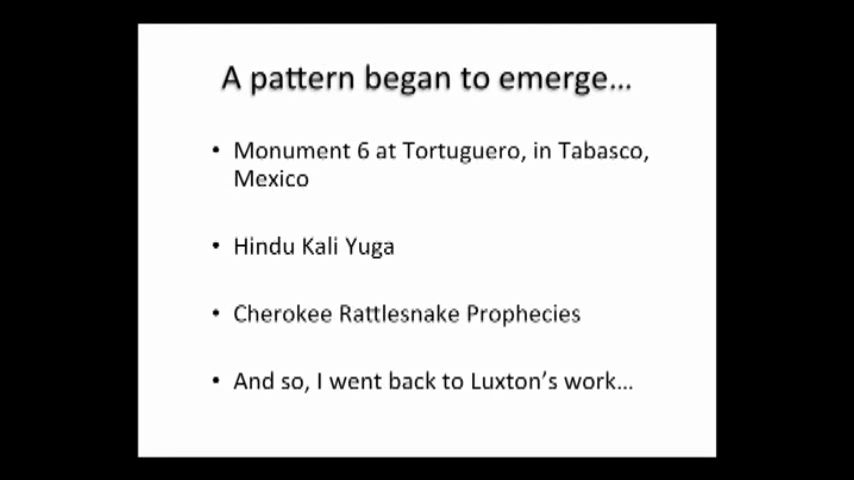 A pattern began to emerge...
• Monument 6 at Tortuguero, in Tabasco,
Mexico
• Hindu Kali Yuga
• Cherokee Rattlesnake Prophecies
• And so, I went back to Luxton’s work...